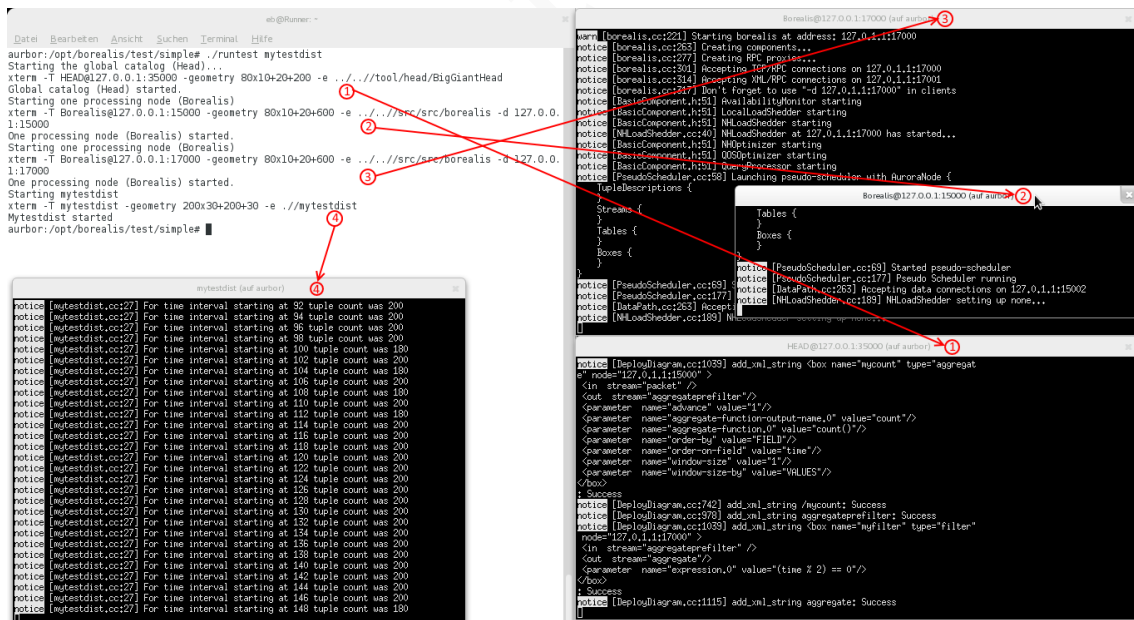 eb@Runner: ~
Datei Bearbeiten Ansicht Suchen Terminal Hilfe
aurbor:/opt/borealis/test/simple# ./runtest mytestdist
Starting the global catalog (Head)...
xterm -T HEAD@127.0.0.1:35000 -geometry 80x10+20+200 -e ../..//tool/head/BigGiantHead
Global catalog (Head) started.
1
Starting one processing node (Borealis)
xterm -T Borealis@127.0.0.1:15000 -geometry 80x10+20+600 -e ../..//src/src/borealis -d 127.0.0.
1:15000
2
One processing node (Borealis) started.
Starting one processing node (Borealis)
xterm -T Borealis@127.0.0.1:17000 -geometry 80x10+20+600 -e ../..//src/src/borealis -d 127.0.0.
1:17000
3
One processing node (Borealis) started.
Starting mytestdist
xterm -T mytestdist -geometry 200x30+200+30 -e .//mytestdist
Mytestdist started
4
aurbor:/opt/borealis/test/simple#
mytestdist (auf aurbor)
4
notice [mytestdist.cc:27] For time interval starting at 92 tuple count was 200
notice [mytestdist.cc:27] For time interval starting at 94 tuple count was 200
notice [mytestdist.cc:27] For time interval starting at 96 tuple count was 200
notice [mytestdist.cc:27] For time interval starting at 98 tuple count was 200
notice [mytestdist.cc:27] For time interval starting at 100 tuple count was 180
notice [mytestdist.cc:27] For time interval starting at 102 tuple count was 200
notice [mytestdist.cc:27] For time interval starting at 104 tuple count was 180
notice [mytestdist.cc:27] For time interval starting at 106 tuple count was 200
notice [mytestdist.cc:27] For time interval starting at 108 tuple count was 180
notice [mytestdist.cc:27] For time interval starting at 110 tuple count was 200
notice [mytestdist.cc:27] For time interval starting at 112 tuple count was 180
notice [mytestdist.cc:27] For time interval starting at 114 tuple count was 200
notice [mytestdist.cc:27] For time interval starting at 116 tuple count was 200
notice [mytestdist.cc:27] For time interval starting at 118 tuple count was 200
notice [mytestdist.cc:27] For time interval starting at 120 tuple count was 200
notice [mytestdist.cc:27] For time interval starting at 122 tuple count was 200
notice [mytestdist.cc:27] For time interval starting at 124 tuple count was 200
notice [mytestdist.cc:27] For time interval starting at 126 tuple count was 200
notice [mytestdist.cc:27] For time interval starting at 128 tuple count was 200
notice [mytestdist.cc:27] For time interval starting at 130 tuple count was 200
notice [mytestdist.cc:27] For time interval starting at 132 tuple count was 200
notice [mytestdist.cc:27] For time interval starting at 134 tuple count was 200
notice [mytestdist.cc:27] For time interval starting at 136 tuple count was 200
notice [mytestdist.cc:27] For time interval starting at 138 tuple count was 200
notice [mytestdist.cc:27] For time interval starting at 140 tuple count was 200
notice [mytestdist.cc:27] For time interval starting at 142 tuple count was 200
notice [mytestdist.cc:27] For time interval starting at 144 tuple count was 200
notice [mytestdist.cc:27] For time interval starting at 146 tuple count was 200
notice [mytestdist.cc:27] For time interval starting at 148 tuple count was 180
Borealis@127.0.0.1:17000 (auf aurbor)
3
warn [borealis.cc:221] Starting borealis at address: 127.0.1.1:17000
notice [borealis.cc:263] Creating components...
notice [borealis.cc:277] Creating RPC proxies...
notice [borealis.cc:301] Accepting TCP/RPC connections on 127.0.1.1:17000
notice [borealis.cc:314] Accepting XML/RPC connections on 127.0.1.1:17001
notice [borealis.cc:317] Don't forget to use "-d 127.0.1.1:17000" in clients
notice [BasicComponent.h:51] AvailabilityMonitor starting
notice [BasicComponent.h:51] LocalLoadShedder starting
notice [BasicComponent.h:51] NHLoadShedder starting
notice [NHLoadShedder.cc:40] NHLoadShedder at 127.0.1.1:17000 has started...
notice [BasicComponent.h:51] NHOptimizer starting
notice [BasicComponent.h:51] QOSOptimizer starting
notice [BasicComponent.h:51] QueryProcessor starting
notice [PseudoScheduler.cc:58] Launching pseudo-scheduler with AuroraNode {
TupleDescriptions {
}
Streams {
}
Tables {
}
Boxes {
}
}
notice [PseudoScheduler.cc:69] S
notice [PseudoScheduler.cc:177]
notice [DataPath.cc:263] Accepti
notice [NHLoadShedder.cc:189] NHLoadShedder setting up none...
Borealis@127.0.0.1:15000 (auf aurbor)
2
Tables {
}
Boxes {
}
}
notice [PseudoScheduler.cc:69] Started pseudo-scheduler
notice [PseudoScheduler.cc:177] Pseudo Scheduler running
notice [DataPath.cc:263] Accepting data connections on 127.0.1.1:15002
notice [NHLoadShedder.cc:189] NHLoadShedder setting up none...
HEAD@127.0.0.1:35000 (auf aurbor)
1
notice [DeployDiagram.cc:1039] add_xml_string <box name="mycount" type="aggregat
e" node="127.0.1.1:15000" >
<in stream="packet" />
<out stream="aggregateprefilter"/>
<parameter name="advance" value="1"/>
<parameter name="aggregate-function-output-name.0" value="count"/>
<parameter name="aggregate-function.0" value="count()"/>
<parameter name="order-by" value="FIELD"/>
<parameter name="order-on-field" value="time"/>
<parameter name="window-size" value="1"/>
<parameter name="window-size-by" value="VALUES"/>
</box>
: Success
notice [DeployDiagram.cc:742] add_xml_string /mycount: Success
notice [DeployDiagram.cc:978] add_xml_string aggregateprefilter: Success
notice [DeployDiagram.cc:1039] add_xml_string <box name="myfilter" type="filter"
node="127.0.1.1:17000" >
<in stream="aggregateprefilter" />
<out stream="aggregate"/>
<parameter name="expression.0" value="(time % 2) == 0"/>
</box>
: Success
notice [DeployDiagram.cc:1115] add_xml_string aggregate: Success